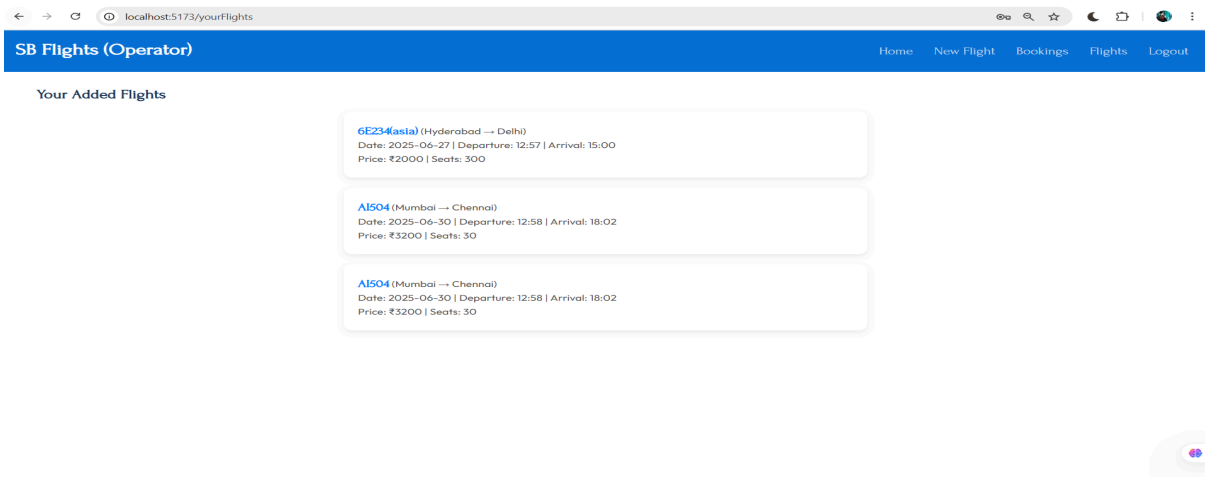 localhost:5173/yourFlights
SB Flights (Operator)
Home New Flight Bookings Flights Logout
Your Added Flights
6E234(asia) (Hyderabad → Delhi)
Date: 2025-06-27 | Departure: 12:57 | Arrival: 15:00
Price: ₹2000 | Seats: 300
AI504 (Mumbai → Chennai)
Date: 2025-06-30 | Departure: 12:58 | Arrival: 18:02
Price: ₹3200 | Seats: 30
AI504 (Mumbai → Chennai)
Date: 2025-06-30 | Departure: 12:58 | Arrival: 18:02
Price: ₹3200 | Seats: 30